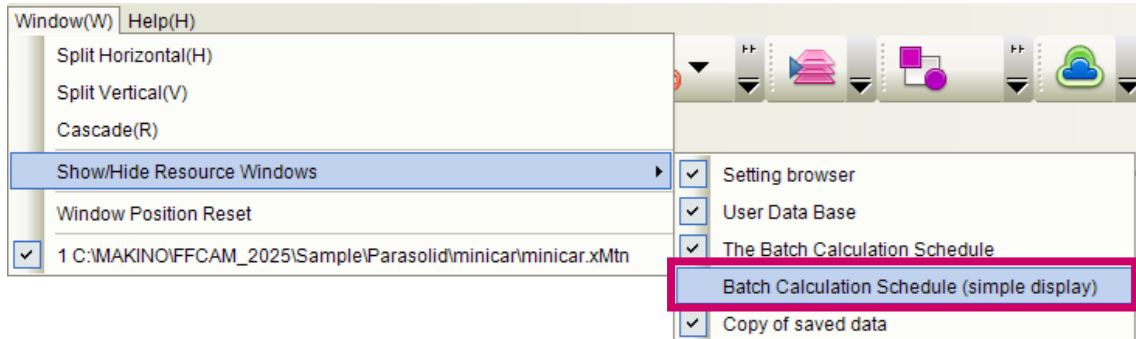 Window(W) Help(H)
Split Horizontal(H)
Split Vertical(V)
Cascade(R)
Show/Hide Resource Windows
Window Position Reset
1 C:\MAKINO\FFCAM_2025\Sample\Parasolid\minicar\minicar.xMtn
Setting browser
User Data Base
The Batch Calculation Schedule
Batch Calculation Schedule (simple display)
Copy of saved data